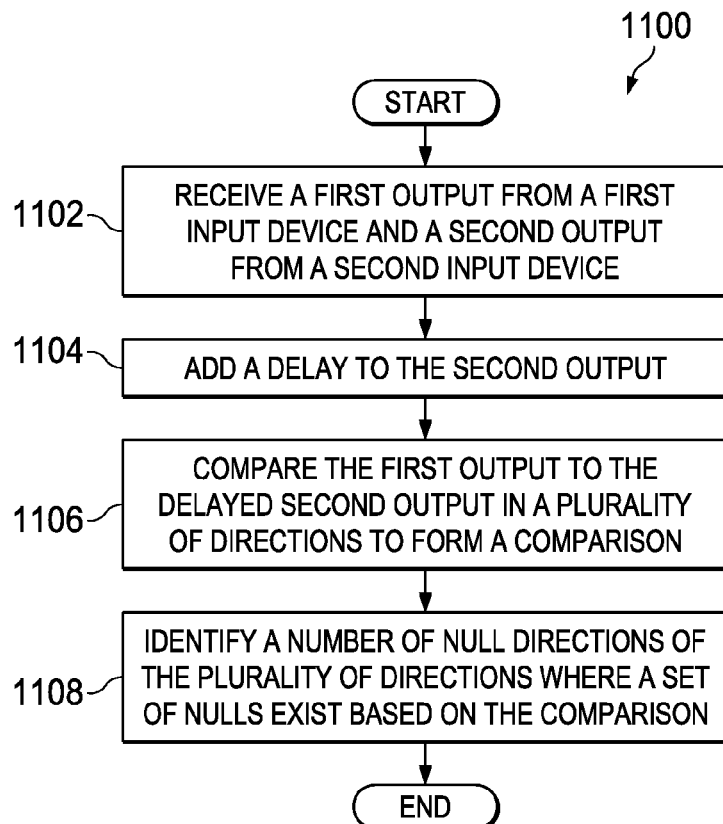 1100
START
1102
RECEIVE A FIRST OUTPUT FROM A FIRST
INPUT DEVICE AND A SECOND OUTPUT
FROM A SECOND INPUT DEVICE
1104
ADD A DELAY TO THE SECOND OUTPUT
1106
COMPARE THE FIRST OUTPUT TO THE
DELAYED SECOND OUTPUT IN A PLURALITY
OF DIRECTIONS TO FORM A COMPARISON
1108
IDENTIFY A NUMBER OF NULL DIRECTIONS OF
THE PLURALITY OF DIRECTIONS WHERE A SET
OF NULLS EXIST BASED ON THE COMPARISON
END